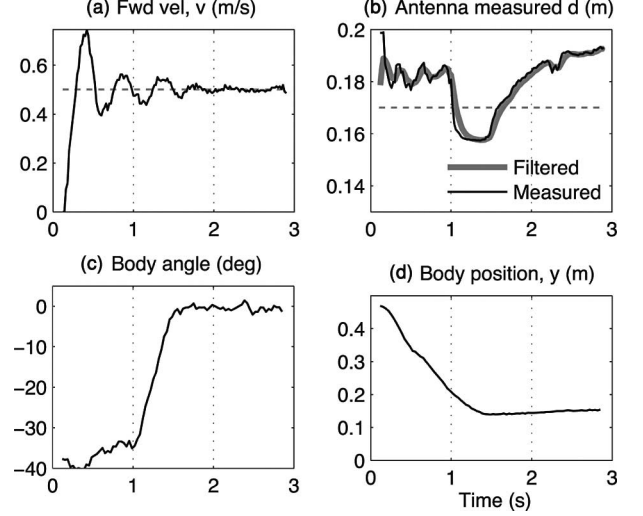 (a) Fwd vel, v (m/s)
0.6
0.4
0.2
0
0 1 2 3
(b) Antenna measured d (m)
0.2
0.18
0.16
0.14
Filtered
Measured
0 1 2 3
(c) Body angle (deg)
0
−10
−20
−30
−40
0 1 2 3
(d) Body position, y (m)
0.4
0.3
0.2
0.1
0
0 1 2 3
Time (s)